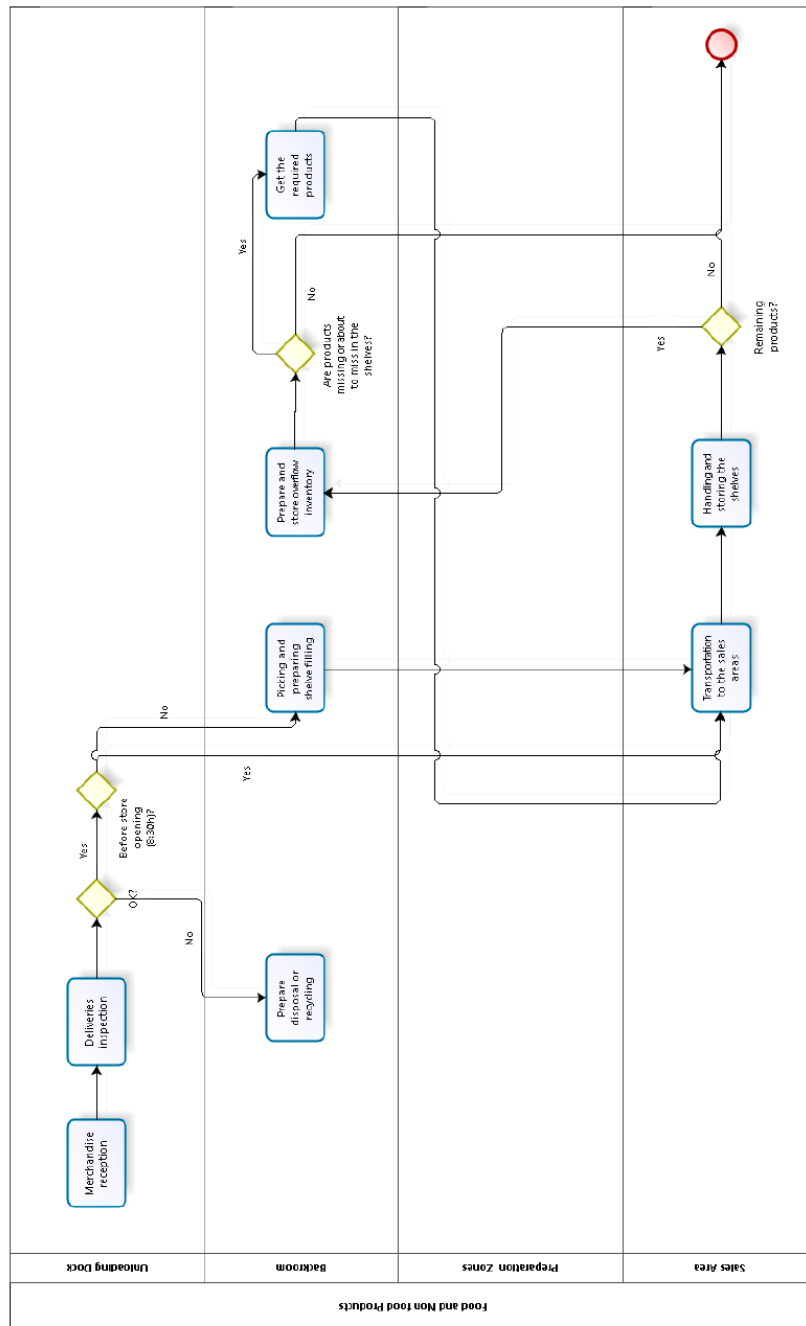 Food and Non food Products
Unloading Dock
Merchandise
reception
Deliveries
inspection
OK?
Yes
No
Before store
opening
(8:30h)?
No
Yes
Backroom
Prepare
disposal or
recycling
Picking and
preparing
shelve filling
Prepare and
store overflow
inventory
Are products
missing or about
to miss in the
shelves?
Yes
No
Get the
required
products
Preparation Zones
Sales Area
Transportation
to the sales
areas
Handling and
storing the
shelves
Remaining
products?
Yes
No